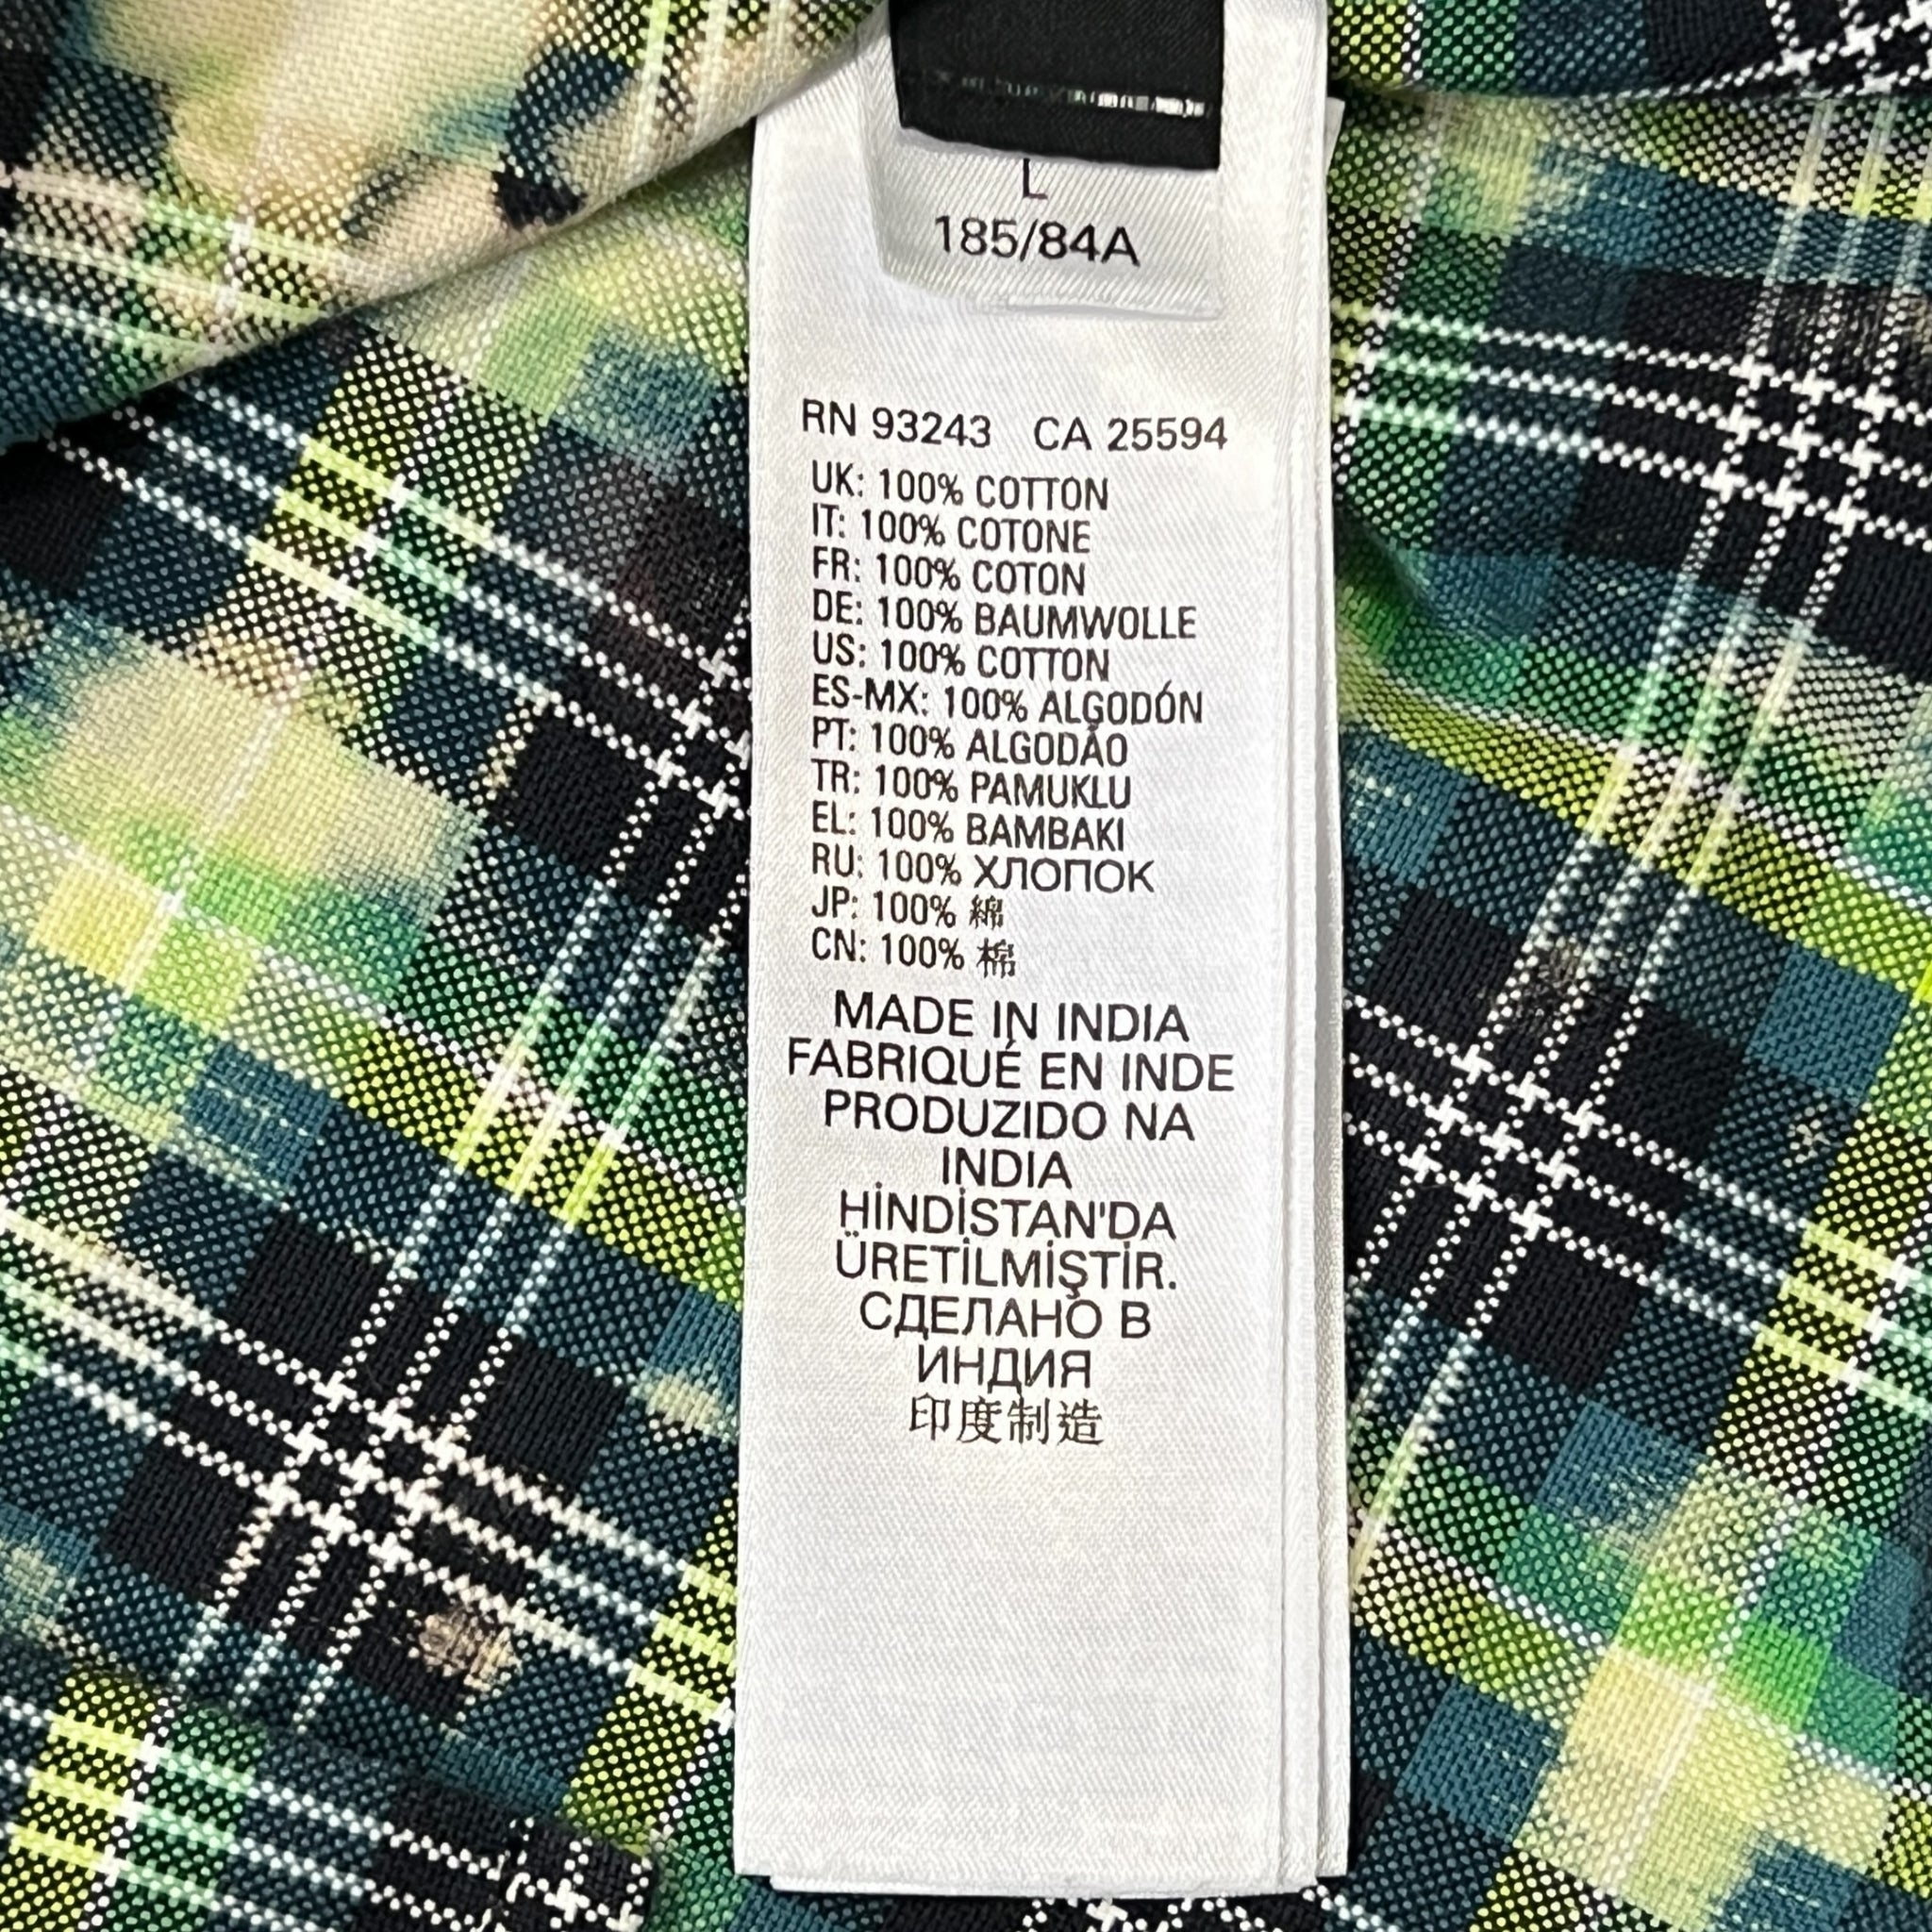 L
185/84A
RN 93243 CA 25594
UK: 100% COTTON
IT: 100% COTONE
FR: 100% COTON
DE: 100% BAUMWOLLE
US: 100% COTTON
ES-MX: 100% ALGODÓN
PT: 100% ALGODÃO
TR: 100% PAMUKLU
EL: 100% BAMBAKI
RU: 100% ХЛОПОК
JP: 100% 綿
CN: 100% 棉
MADE IN INDIA
FABRIQUÉ EN INDE
PRODUZIDO NA
INDIA
HİNDİSTAN'DA
ÜRETİLMİŞTİR.
СДЕЛАНО В
ИНДИЯ
印度制造